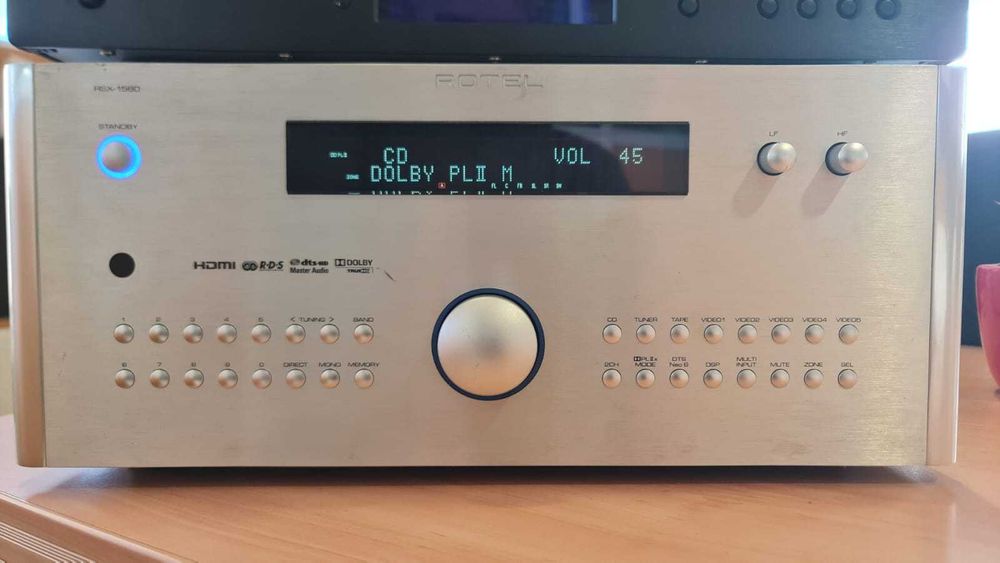 ROTEL
RSX-1560
STANDBY
LF HF
CD VOL 45
DOLBY PLII M
HDMI R·D·S dts-HD Master Audio DOLBY TRUEHD
1 2 3 4 5 < TUNING > BAND
6 7 8 9 0 DIRECT MONO MEMORY
CD TUNER TAPE VIDEO1 VIDEO2 VIDEO3 VIDEO4 VIDEO5
2CH PLIIx MODE DTS Neo:6 DSP MULTI INPUT MUTE ZONE SEL